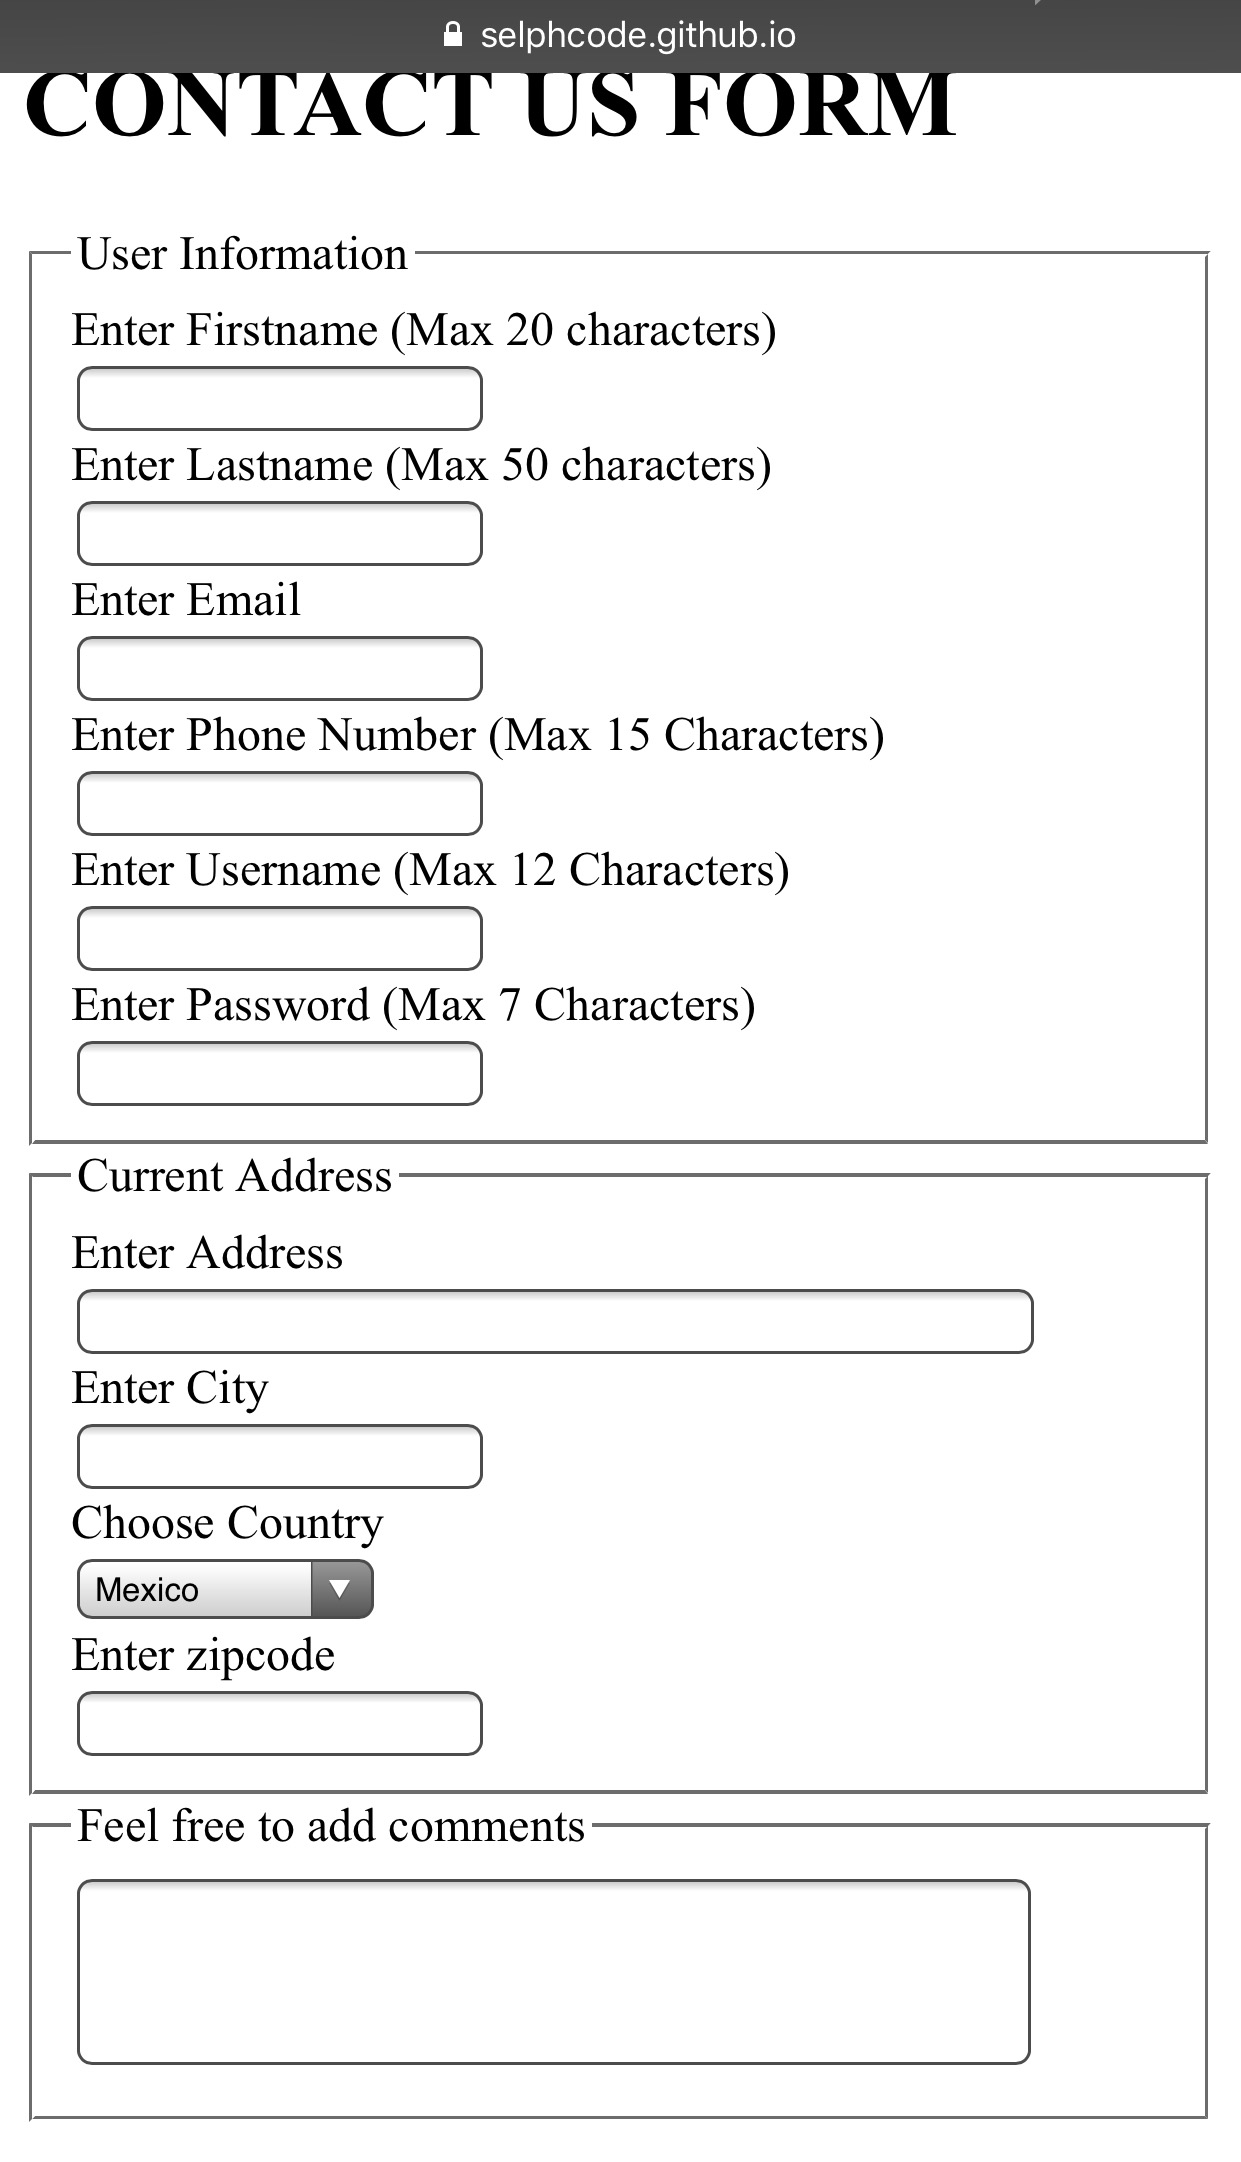 selphcode.github.io
CONTACT US FORM
User Information
Enter Firstname (Max 20 characters)
Enter Lastname (Max 50 characters)
Enter Email
Enter Phone Number (Max 15 Characters)
Enter Username (Max 12 Characters)
Enter Password (Max 7 Characters)
Current Address
Enter Address
Enter City
Choose Country
Mexico
Enter zipcode
Feel free to add comments